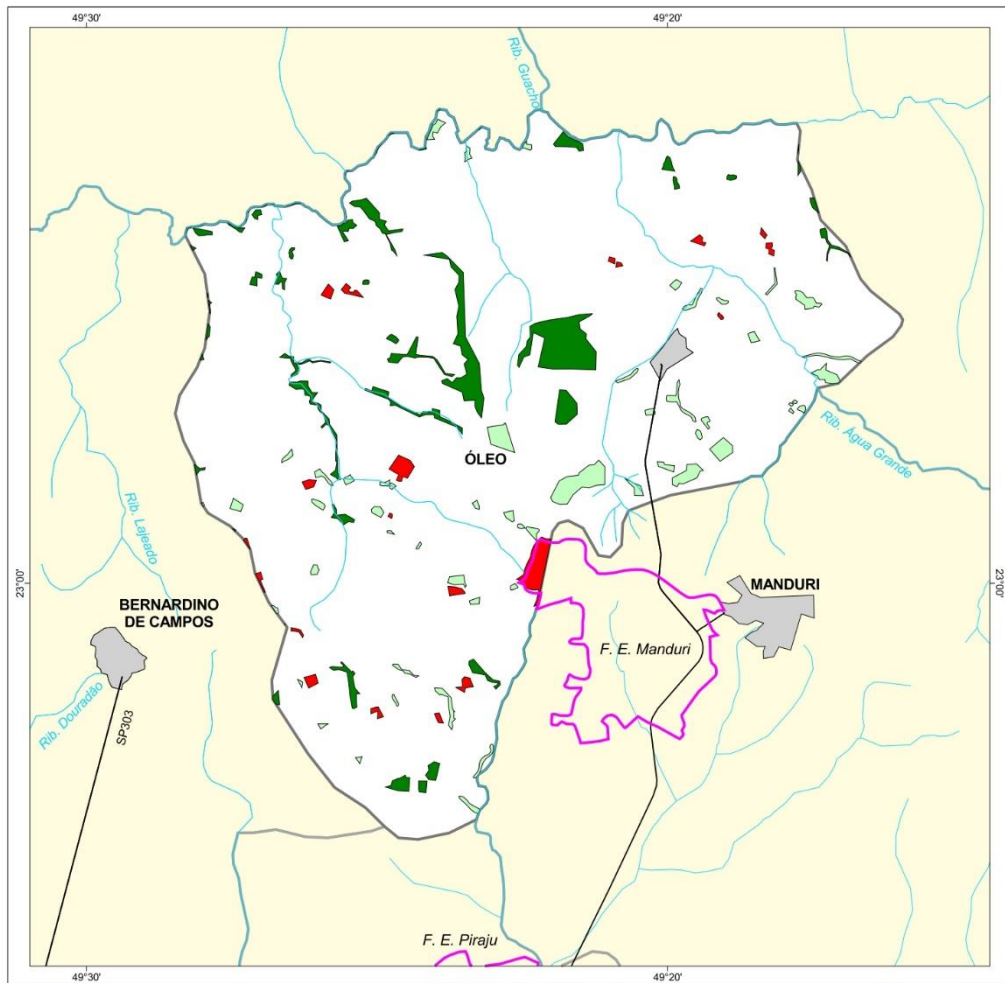 49°30'
49°20'
Rib. Guacho
Rib. Água Grande
ÓLEO
Rib. Lajeado
23°00'
23°00'
MANDURI
BERNARDINO
DE CAMPOS
F. E. Manduri
Rib. Douradão
SP303
F. E. Piraju
49°30'
49°20'